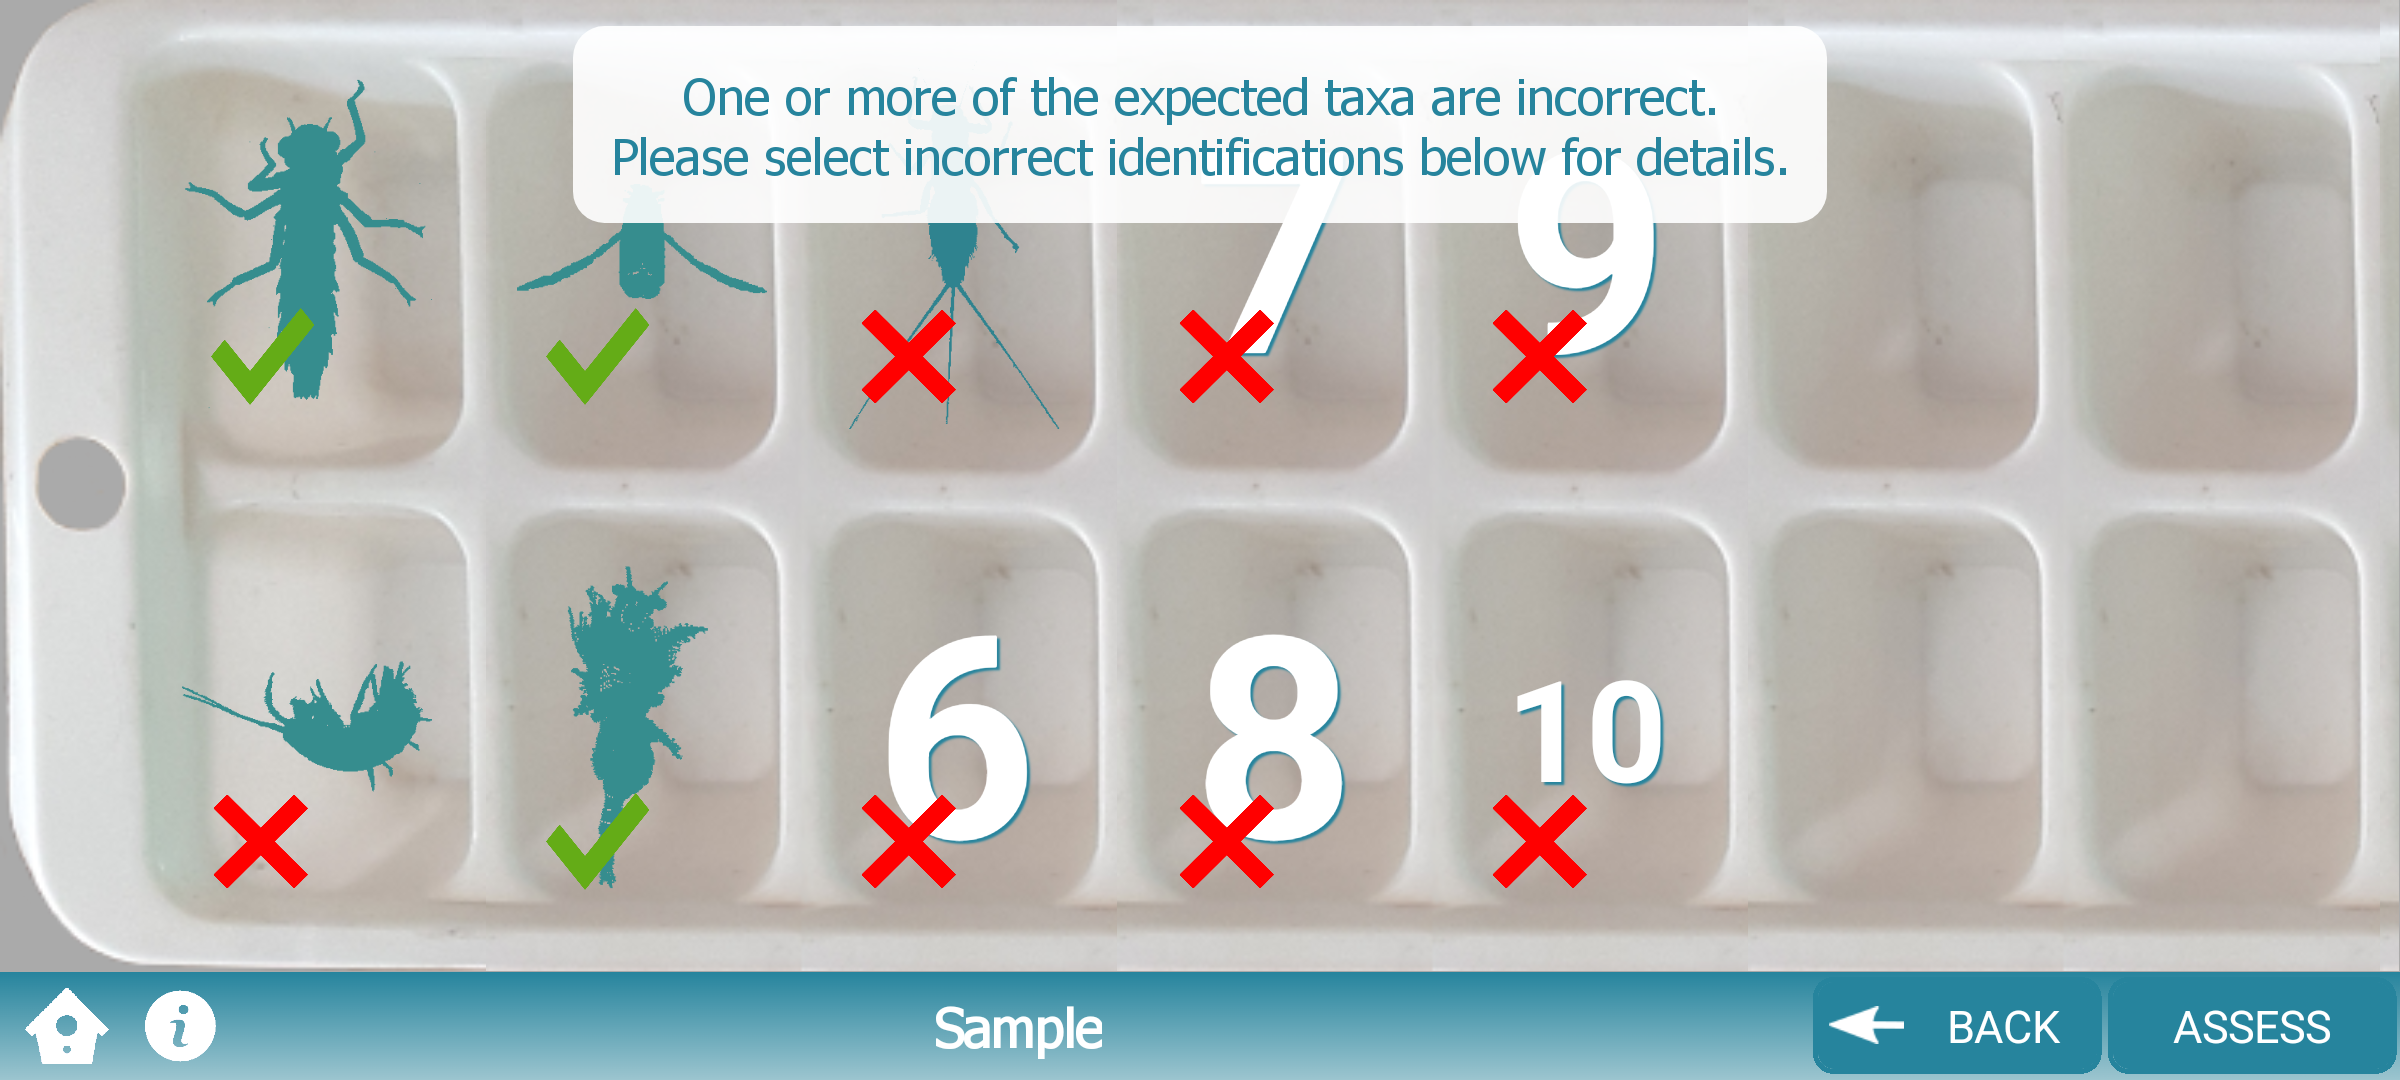 One or more of the expected taxa are incorrect.
Please select incorrect identifications below for details.
7
9
6
8
10
i
Sample
BACK
ASSESS